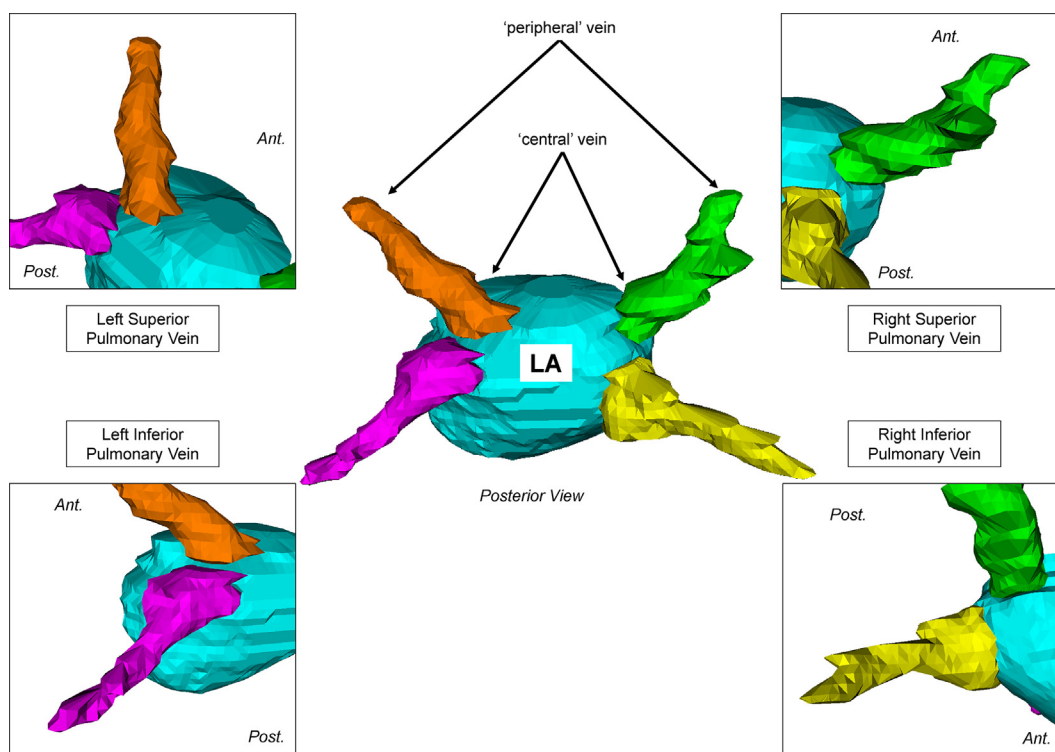 'peripheral' vein
'central' vein
Ant.
Post.
Left Superior
Pulmonary Vein
Ant.
Post.
Right Superior
Pulmonary Vein
LA
Posterior View
Left Inferior
Pulmonary Vein
Ant.
Post.
Right Inferior
Pulmonary Vein
Post.
Ant.